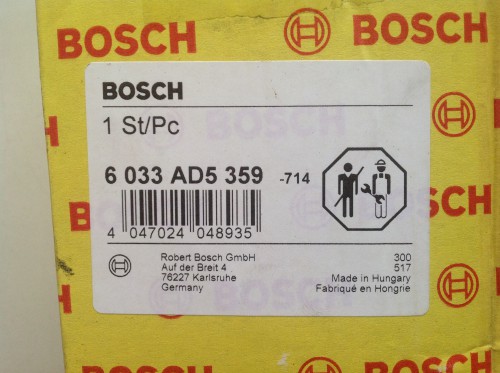 BOSCH
BOSCH
BOSCH
1 St/Pc
6 033 AD5 359 -714
4 047024 048935
Robert Bosch GmbH
Auf der Breit 4
76227 Karlsruhe
Germany
300
517
Made in Hungary
Fabriqué en Hongrie
BOSCH
BOSCH